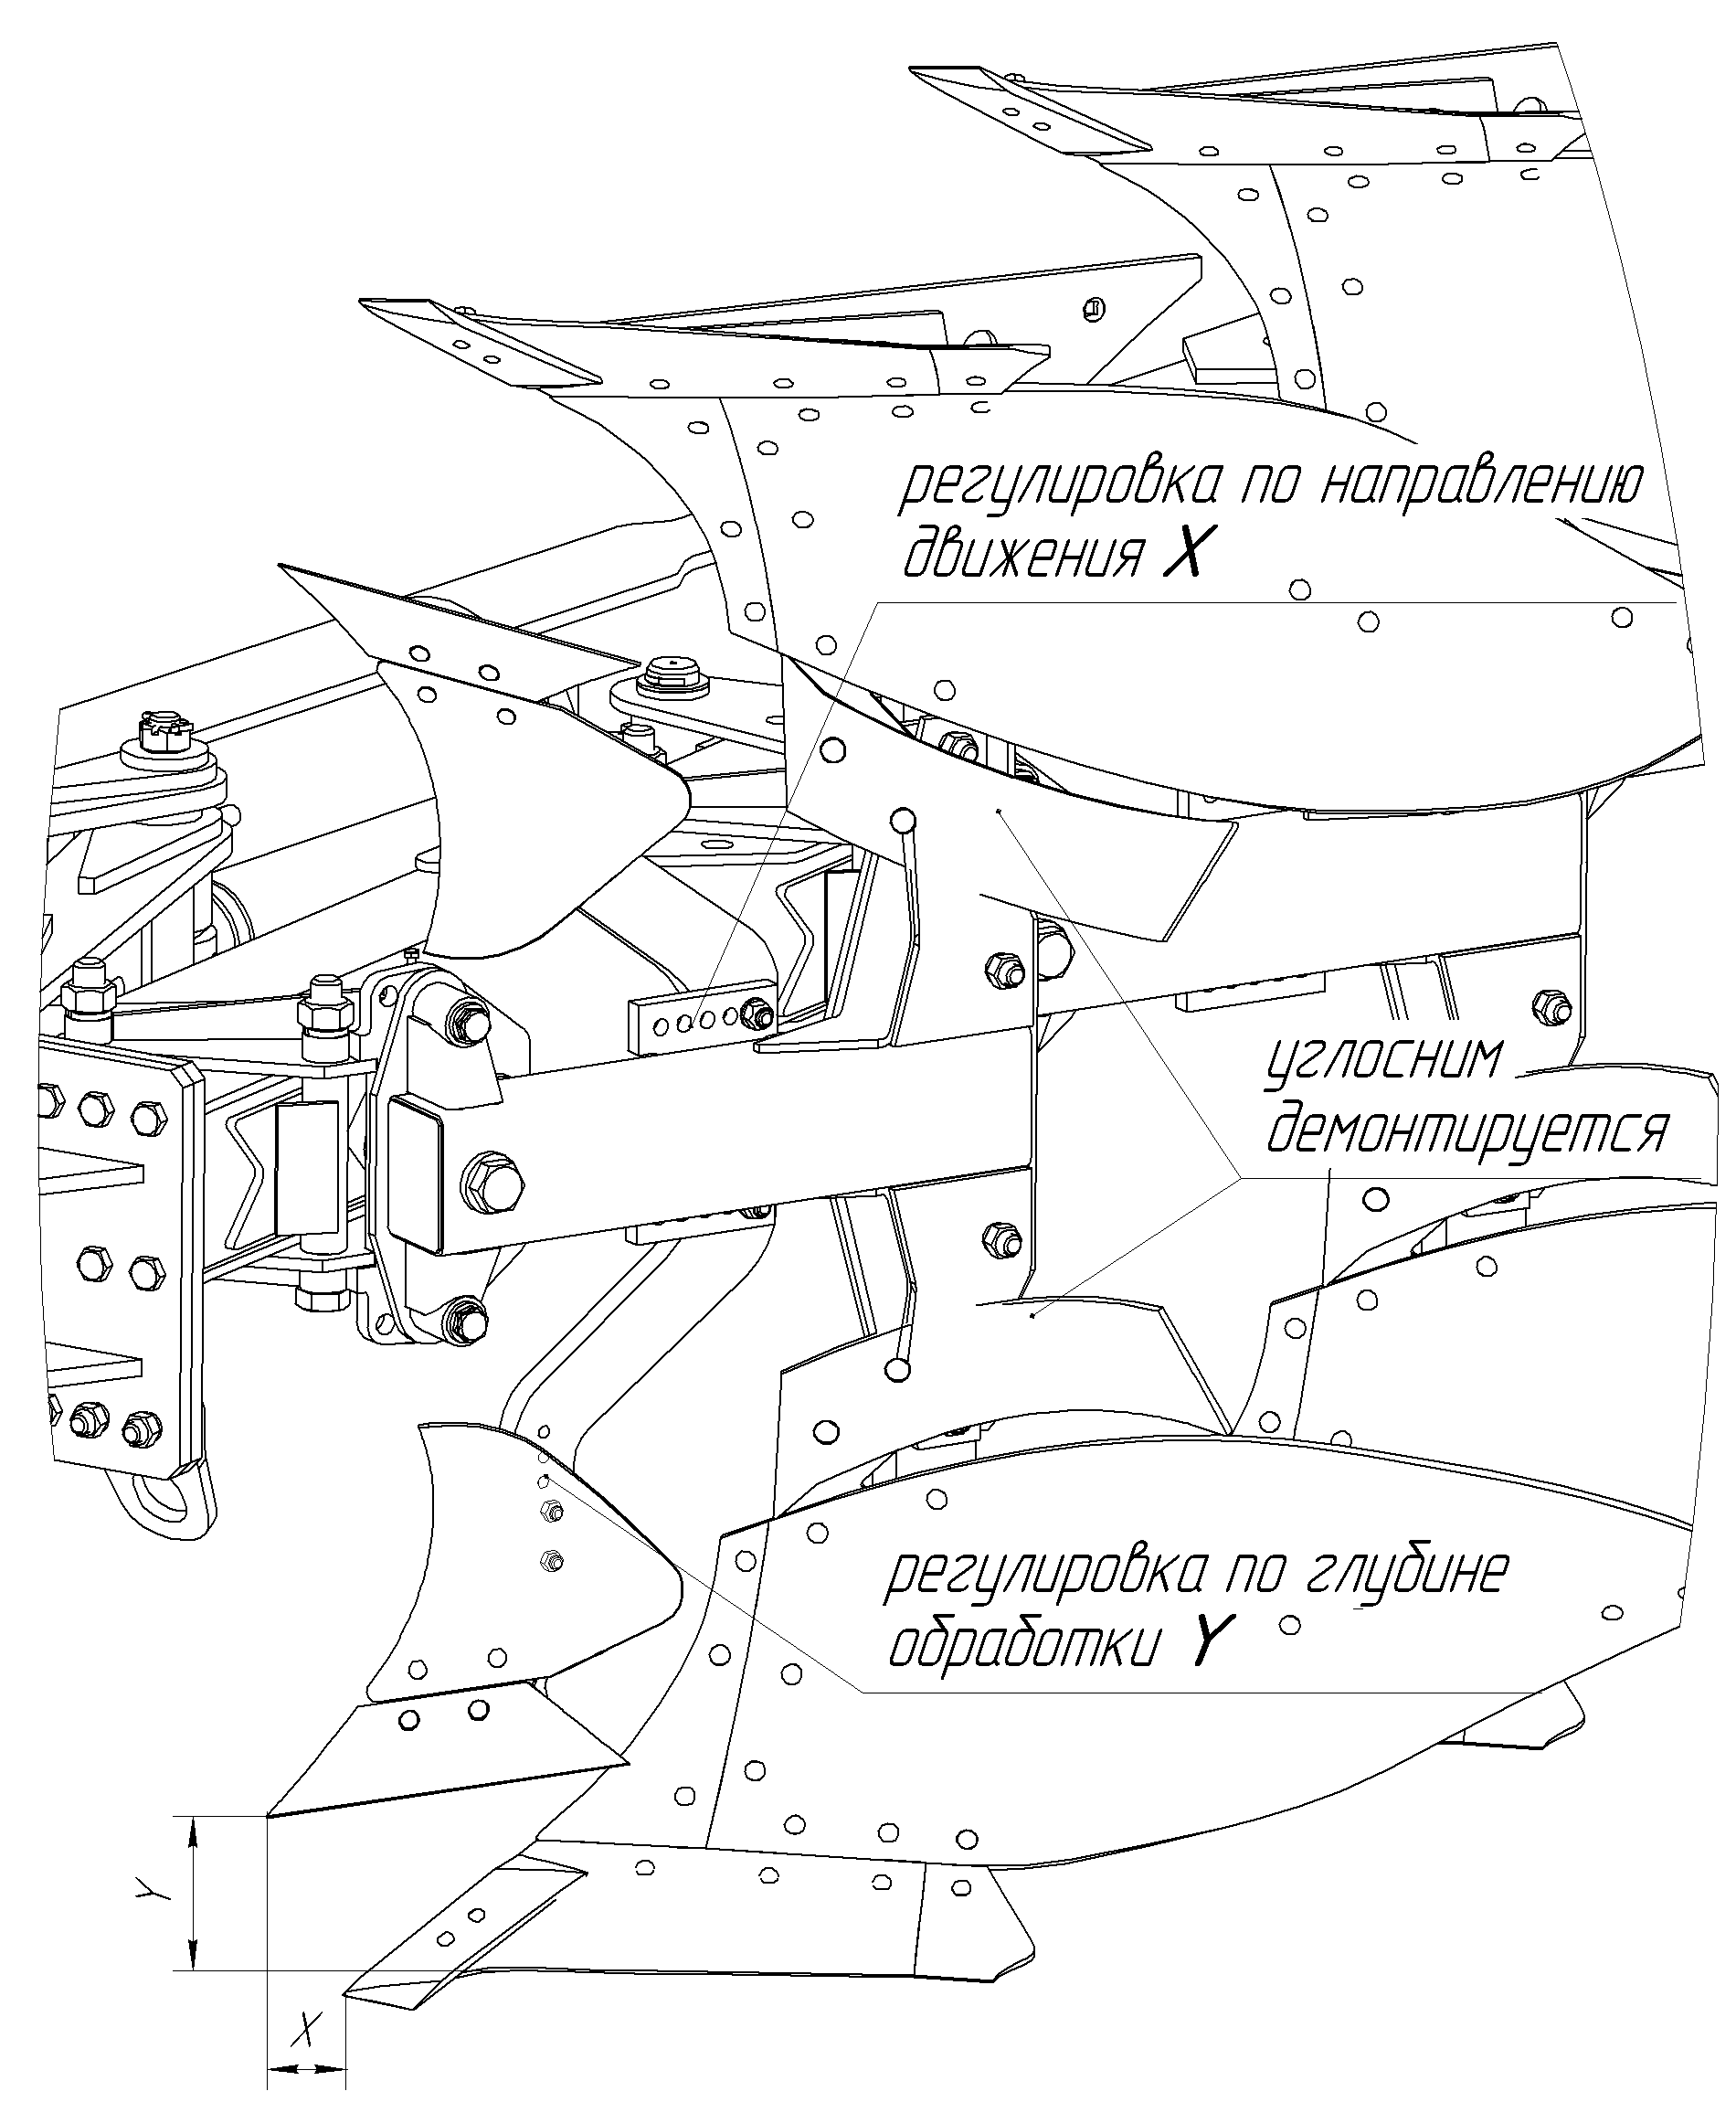 регулировка по направлению
движения X
углосним
демонтируется
регулировка по глубине
обработки Y
Y
X